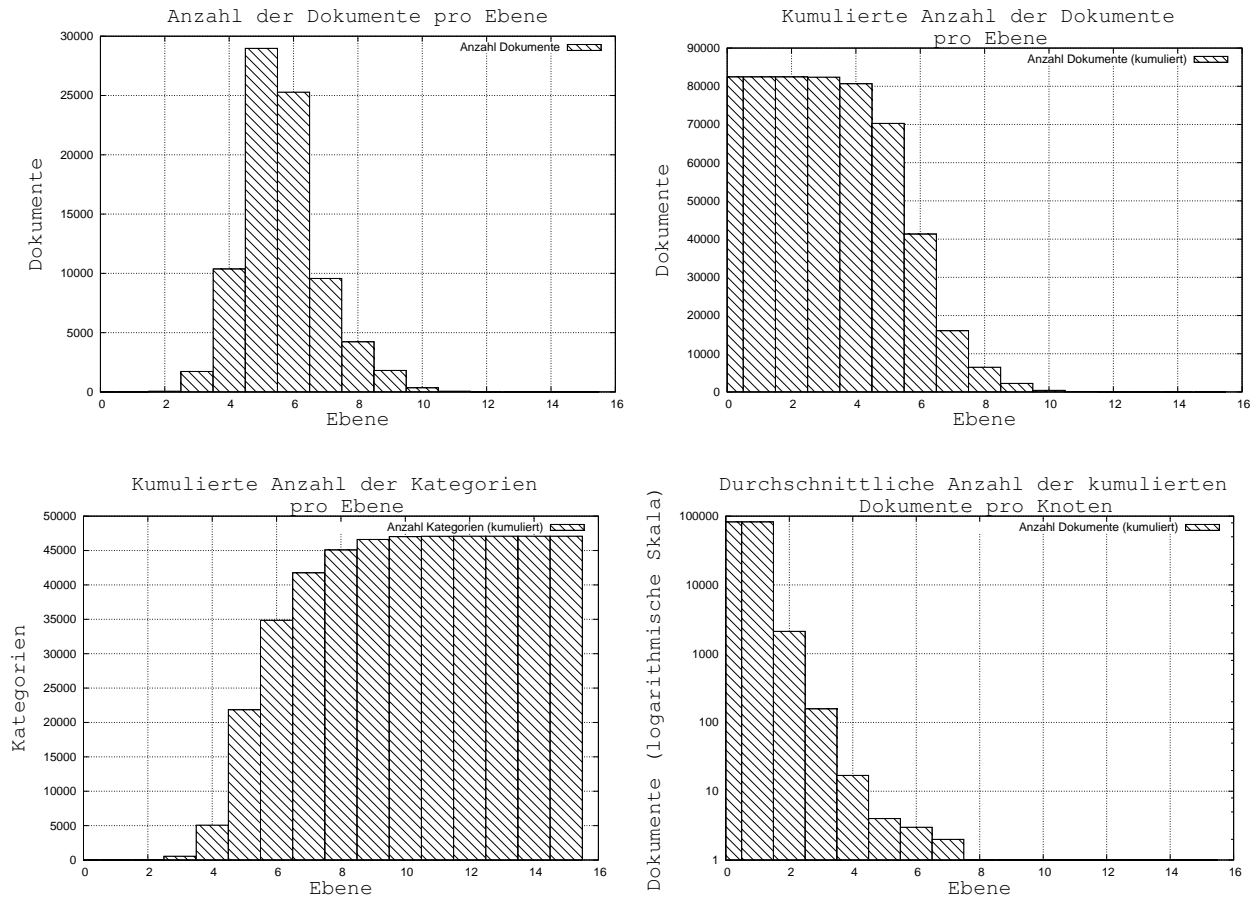 Anzahl der Dokumente pro Ebene
Anzahl Dokumente
30000
25000
20000
15000
10000
5000
0
Dokumente
0 2 4 6 8 10 12 14 16
Ebene
Kumulierte Anzahl der Dokumente
pro Ebene
Anzahl Dokumente (kumuliert)
90000
80000
70000
60000
50000
40000
30000
20000
10000
0
Dokumente
0 2 4 6 8 10 12 14 16
Ebene
Kumulierte Anzahl der Kategorien
pro Ebene
Anzahl Kategorien (kumuliert)
50000
45000
40000
35000
30000
25000
20000
15000
10000
5000
0
Kategorien
0 2 4 6 8 10 12 14 16
Ebene
Durchschnittliche Anzahl der kumulierten
Dokumente pro Knoten
Anzahl Dokumente (kumuliert)
100000
10000
1000
100
10
1
Dokumente (logarithmische Skala)
0 2 4 6 8 10 12 14 16
Ebene